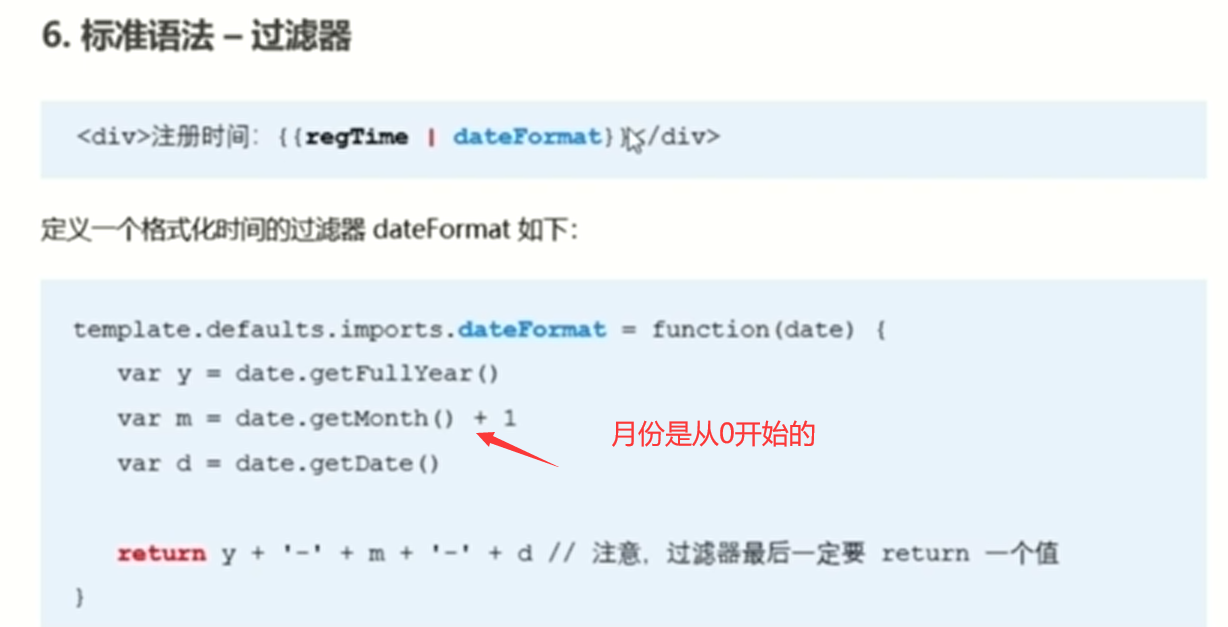 6. 标准语法 – 过滤器
<div>注册时间：{{regTime | dateFormat}}</div>
定义一个格式化时间的过滤器 dateFormat 如下：
template.defaults.imports.dateFormat = function(date) {
var y = date.getFullYear()
var m = date.getMonth() + 1
月份是从0开始的
var d = date.getDate()
return y + '-' + m + '-' + d // 注意，过滤器最后一定要 return 一个值
}